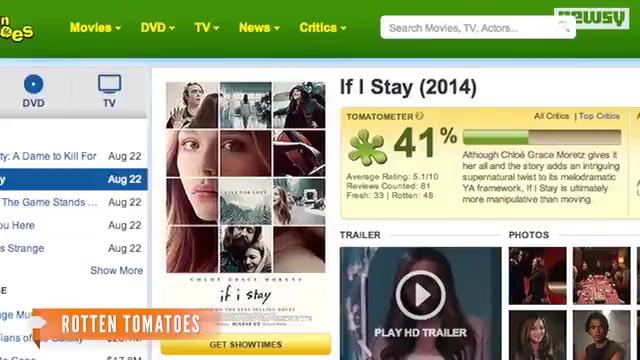 newsy
Movies DVD TV News Critics
Search Movies, TV, Actors...
DVD
TV
If I Stay (2014)
TOMATOMETER
All Critics | Top Critics
41%
Average Rating: 5.1/10
Reviews Counted: 81
Fresh: 33 | Rotten: 48
Although Chloë Grace Moretz gives it
her all and the story adds an intriguing
supernatural twist to its melodramatic
YA framework, If I Stay is ultimately
more manipulative than moving.
ty: A Dame to Kill For Aug 22
y Aug 22
The Game Stands ... Aug 22
ou Here Aug 22
s Strange Aug 22
Show More
LIVE FOR LOVE
CHLOË GRACE MORETZ
if i stay
GET SHOWTIMES
TRAILER
PHOTOS
PLAY HD TRAILER
ROTTEN TOMATOES